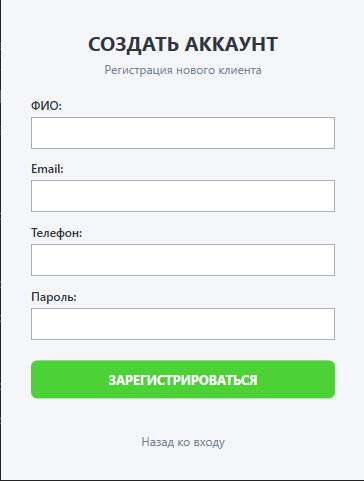 СОЗДАТЬ АККАУНТ
Регистрация нового клиента
ФИО:
Email:
Телефон:
Пароль:
ЗАРЕГИСТРИРОВАТЬСЯ
Назад ко входу